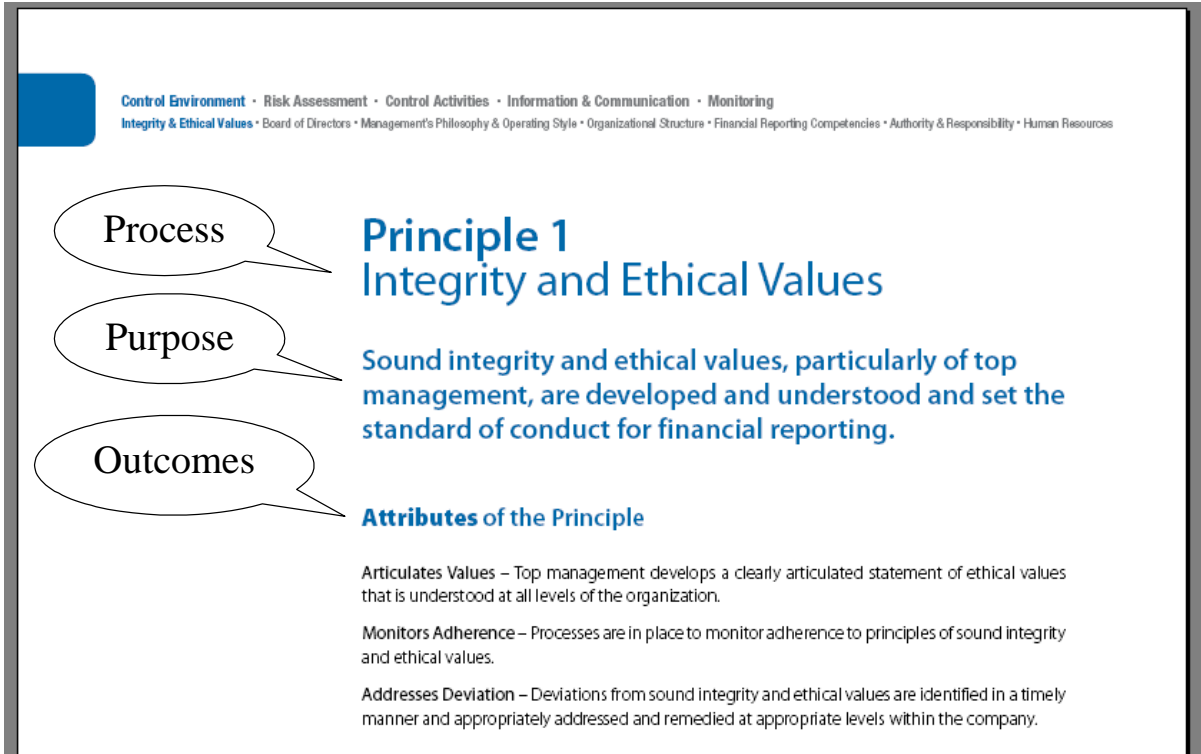 Control Environment · Risk Assessment · Control Activities · Information & Communication · Monitoring
Integrity & Ethical Values • Board of Directors • Management's Philosophy & Operating Style • Organizational Structure • Financial Reporting Competencies • Authority & Responsibility • Human Resources
Process
Principle 1
Integrity and Ethical Values
Purpose
Sound integrity and ethical values, particularly of top
management, are developed and understood and set the
standard of conduct for financial reporting.
Outcomes
Attributes of the Principle
Articulates Values – Top management develops a clearly articulated statement of ethical values
that is understood at all levels of the organization.
Monitors Adherence – Processes are in place to monitor adherence to principles of sound integrity
and ethical values.
Addresses Deviation – Deviations from sound integrity and ethical values are identified in a timely
manner and appropriately addressed and remedied at appropriate levels within the company.